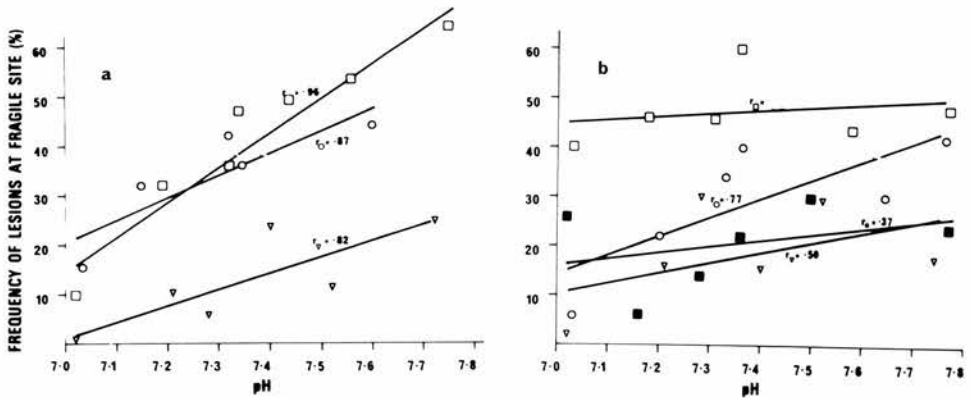 FREQUENCY OF LESIONS AT FRAGILE SITE (%)
a
60
50
40
30
20
10
r□=·96
r○=·87
r▽=·82
7·0 7·1 7·2 7·3 7·4 7·5 7·6 7·7 7·8
pH
b
60
50
40
30
20
10
r□=
r○=·77
r■=·37
r▽=·50
7·0 7·1 7·2 7·3 7·4 7·5 7·6 7·7 7·8
pH